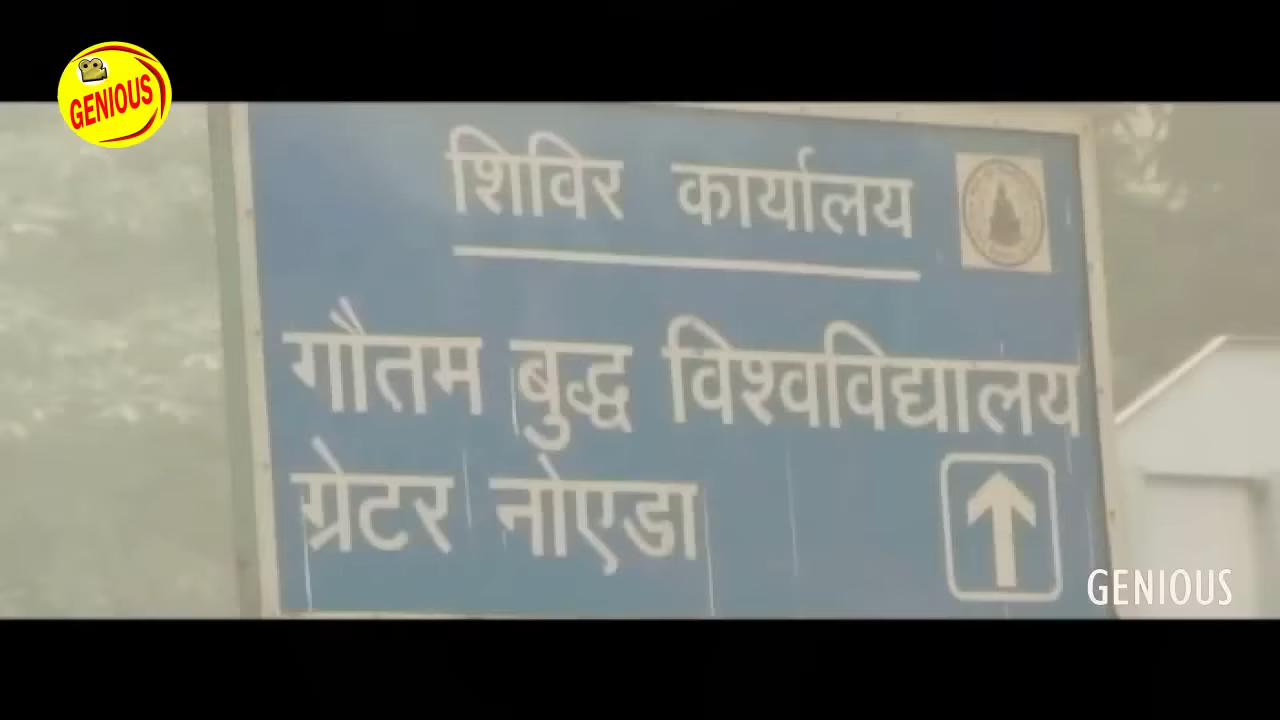 GENIOUS
शिविर कार्यालय
गौतम बुद्ध विश्वविद्यालय
ग्रेटर नोएडा
GENIOUS